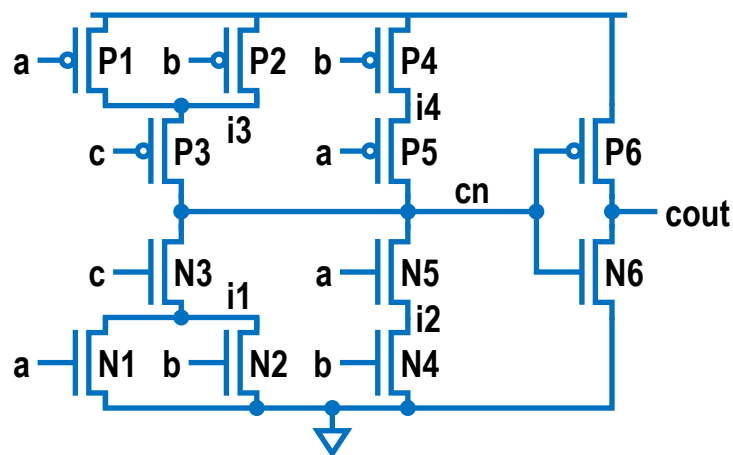 a P1 b P2 b P4
i3 i4
c P3 a P5 P6
cn cout
c N3 a N5 N6
i1 i2
a N1 b N2 b N4